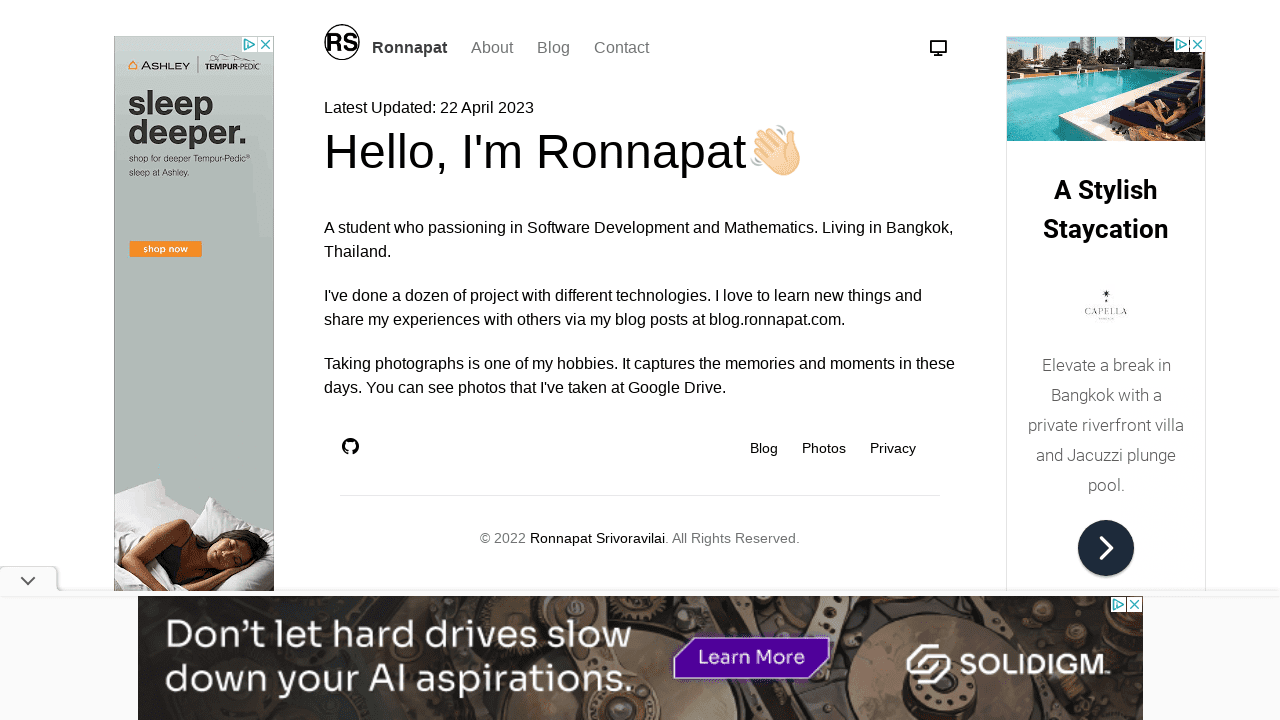 RS
Ronnapat About Blog Contact
Latest Updated: 22 April 2023
Hello, I'm Ronnapat👋🏻
A student who passioning in Software Development and Mathematics. Living in Bangkok,
Thailand.
I've done a dozen of project with different technologies. I love to learn new things and
share my experiences with others via my blog posts at blog.ronnapat.com.
Taking photographs is one of my hobbies. It captures the memories and moments in these
days. You can see photos that I've taken at Google Drive.
Blog Photos Privacy
© 2022 Ronnapat Srivoravilai. All Rights Reserved.
ASHLEY TEMPUR-PEDIC
sleep
deeper.
shop for deeper Tempur-Pedic®
sleep at Ashley.
shop now
A Stylish
Staycation
CAPELLA
Elevate a break in
Bangkok with a
private riverfront villa
and Jacuzzi plunge
pool.
Don't let hard drives slow
down your AI aspirations.
Learn More
SOLIDIGM